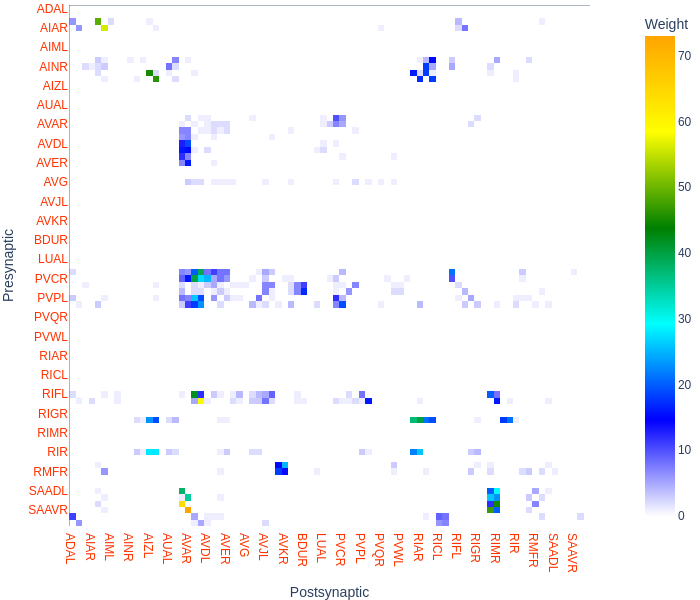 Weight
70
60
50
40
30
20
10
0
Presynaptic
ADAL
AIAR
AIML
AINR
AIZL
AUAL
AVAR
AVDL
AVER
AVG
AVJL
AVKR
BDUR
LUAL
PVCR
PVPL
PVQR
PVWL
RIAR
RICL
RIFL
RIGR
RIMR
RIR
RMFR
SAADL
SAAVR
ADAL AIAR AIML AINR AIZL AUAL AVAR AVDL AVER AVG AVJL AVKR BDUR LUAL PVCR PVPL PVQR PVWL RIAR RICL RIFL RIGR RIMR RIR RMFR SAADL SAAVR
Postsynaptic